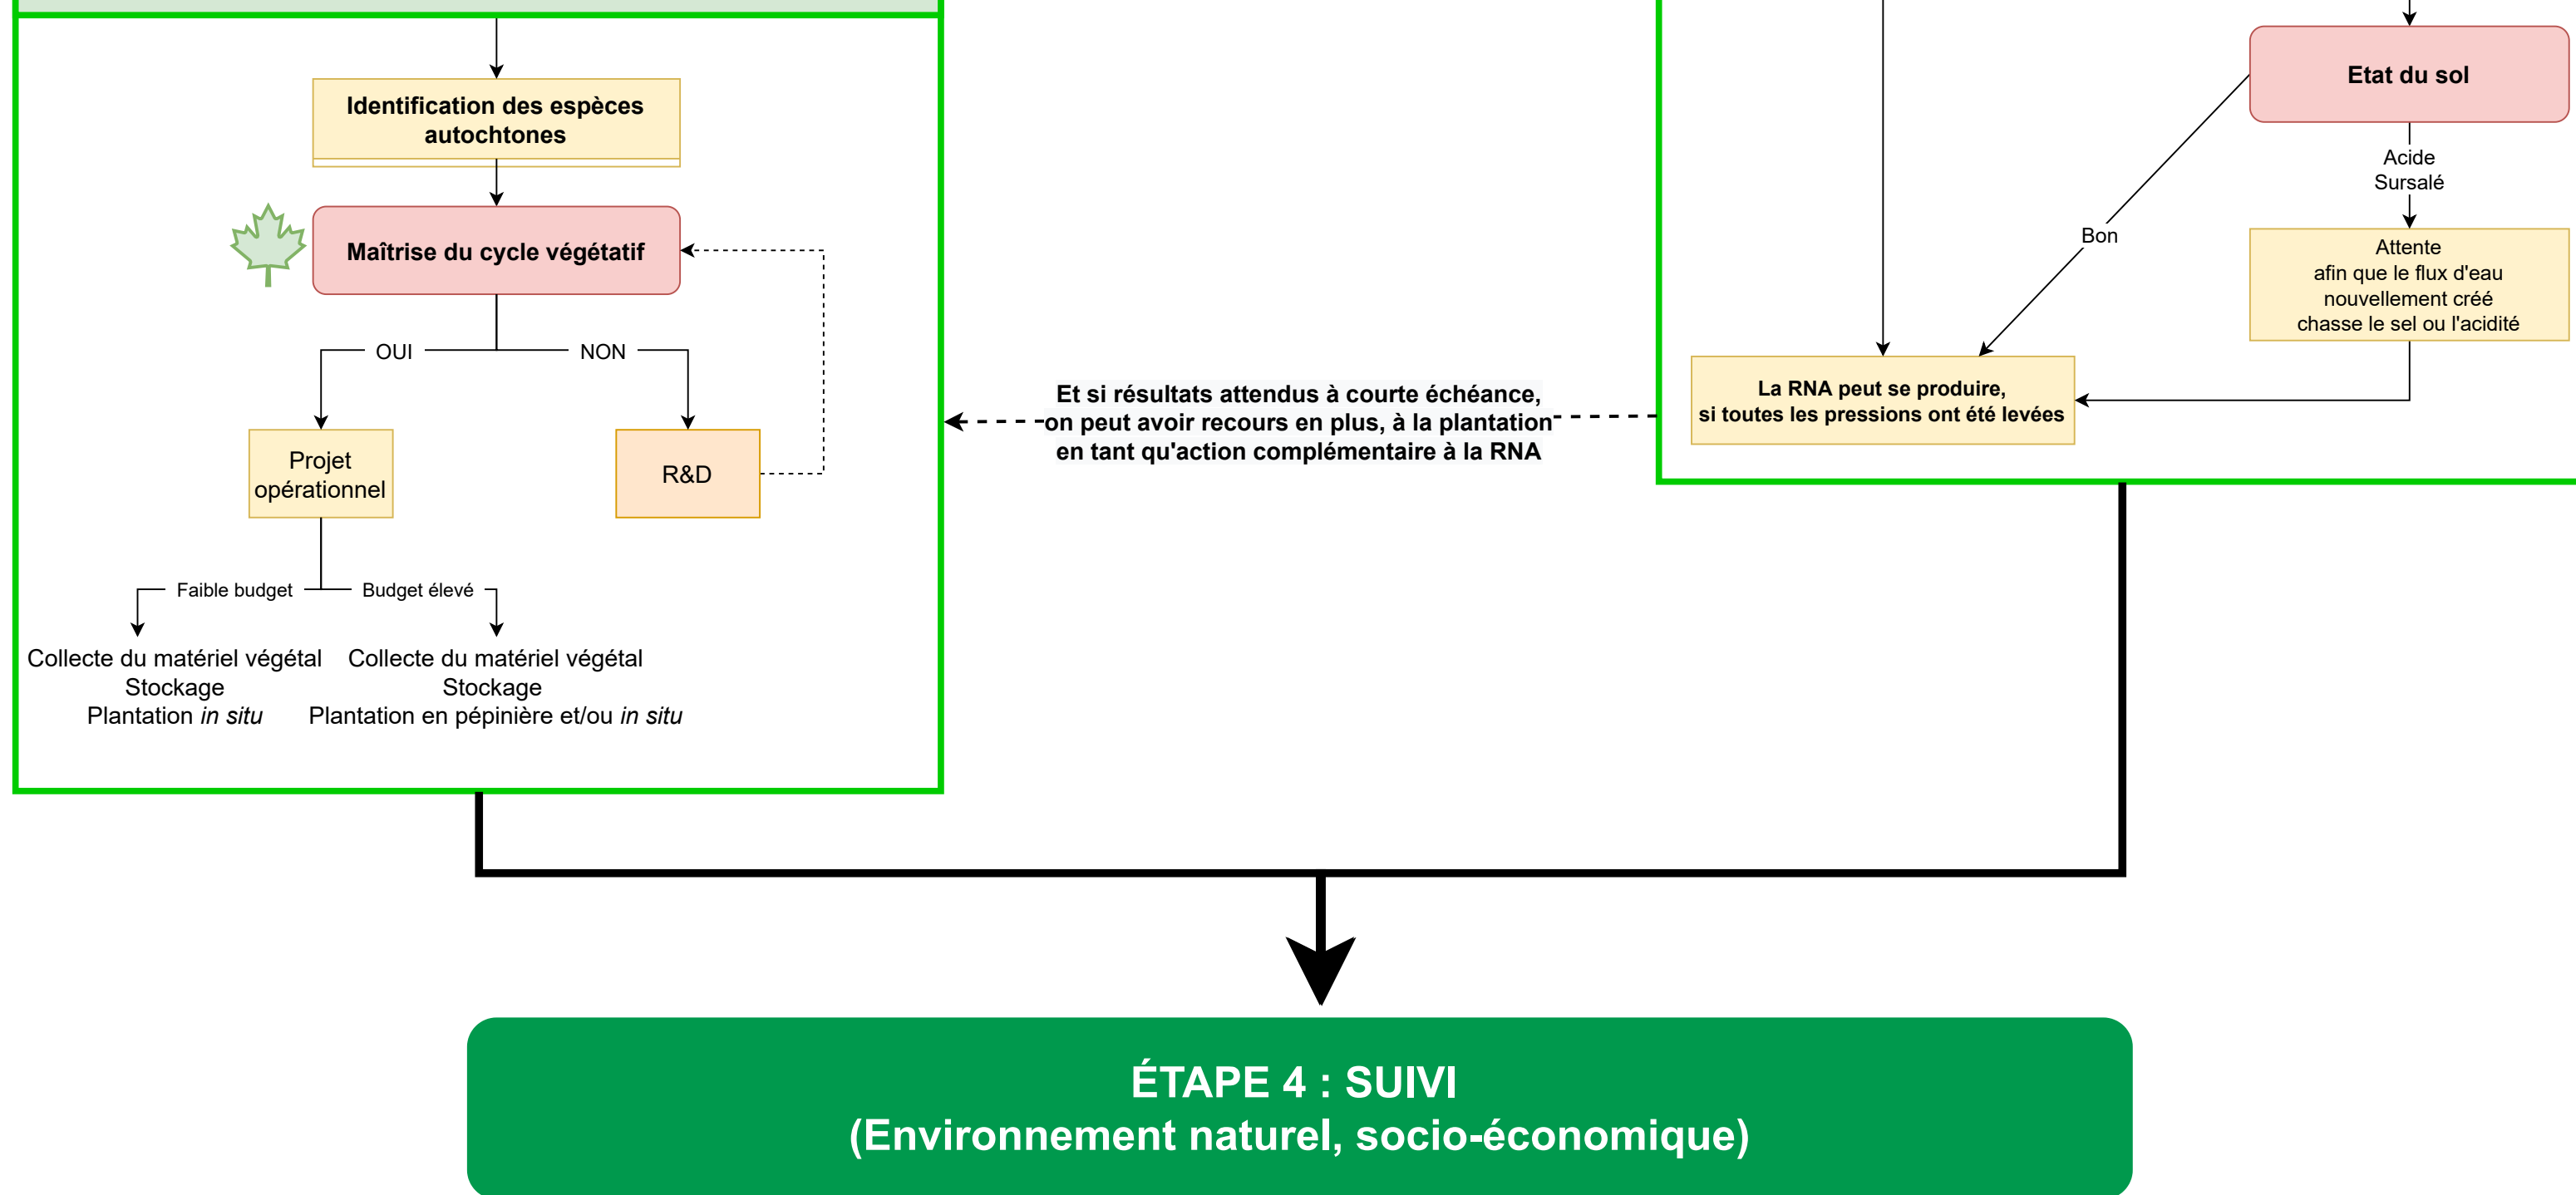 Identification des espèces
autochtones
Maîtrise du cycle végétatif
OUI
NON
Projet
opérationnel
R&D
Faible budget
Budget élevé
Collecte du matériel végétal
Stockage
Plantation in situ
Collecte du matériel végétal
Stockage
Plantation en pépinière et/ou in situ
Et si résultats attendus à courte échéance,
on peut avoir recours en plus, à la plantation
en tant qu'action complémentaire à la RNA
Etat du sol
Acide
Sursalé
Bon
Attente
afin que le flux d'eau
nouvellement créé
chasse le sel ou l'acidité
La RNA peut se produire,
si toutes les pressions ont été levées
ÉTAPE 4 : SUIVI
(Environnement naturel, socio-économique)